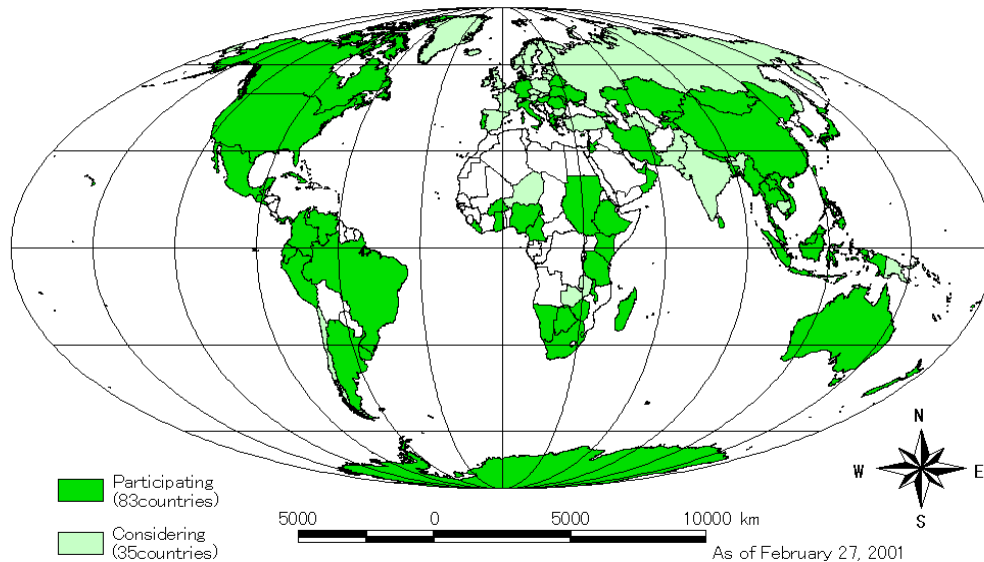 N
W E
S
Participating
(83countries)
Considering
(35countries)
5000 0 5000 10000 km
As of February 27, 2001